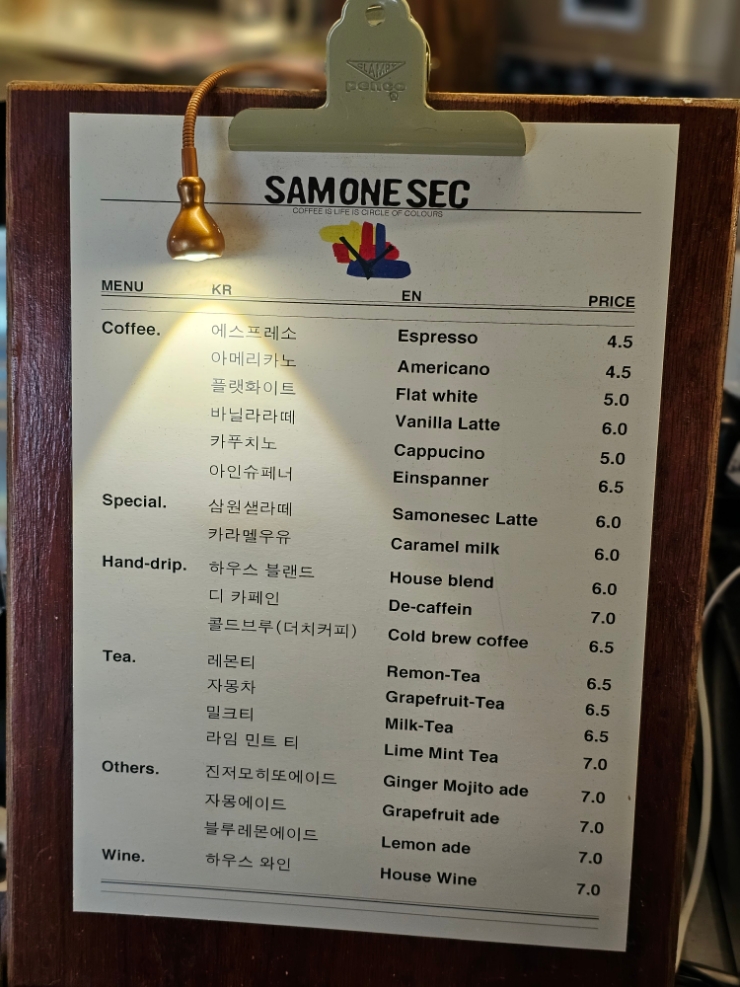 CLAMP
penco
SAMONESEC
COFFEE IS LIFE IS CIRCLE OF COLOURS
MENU KR EN PRICE
Coffee. 에스프레소 Espresso 4.5
아메리카노 Americano 4.5
플랫화이트 Flat white 5.0
바닐라라떼 Vanilla Latte 6.0
카푸치노 Cappucino 5.0
아인슈페너 Einspanner 6.5
Special. 삼원샏라떼 Samonesec Latte 6.0
카라멜우유 Caramel milk 6.0
Hand-drip. 하우스 블랜드 House blend 6.0
디 카페인 De-caffein 7.0
콜드브루(더치커피) Cold brew coffee 6.5
Tea. 레몬티 Remon-Tea 6.5
자몽차 Grapefruit-Tea 6.5
밀크티 Milk-Tea 6.5
라임 민트 티 Lime Mint Tea 7.0
Others. 진저모히또에이드 Ginger Mojito ade 7.0
자몽에이드 Grapefruit ade 7.0
블루레몬에이드 Lemon ade 7.0
Wine. 하우스 와인 House Wine 7.0